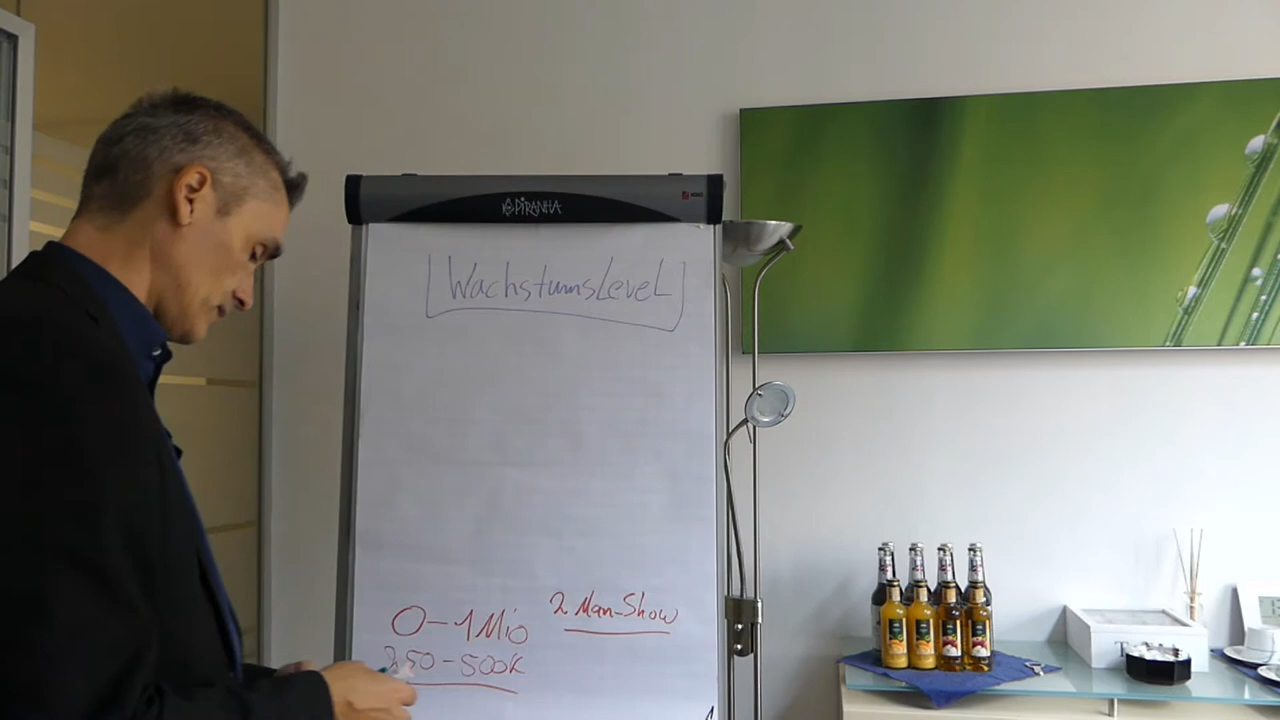 PIRANHA
WachstumsLeveL
0-1Mio
2 Man-Show
250-500K